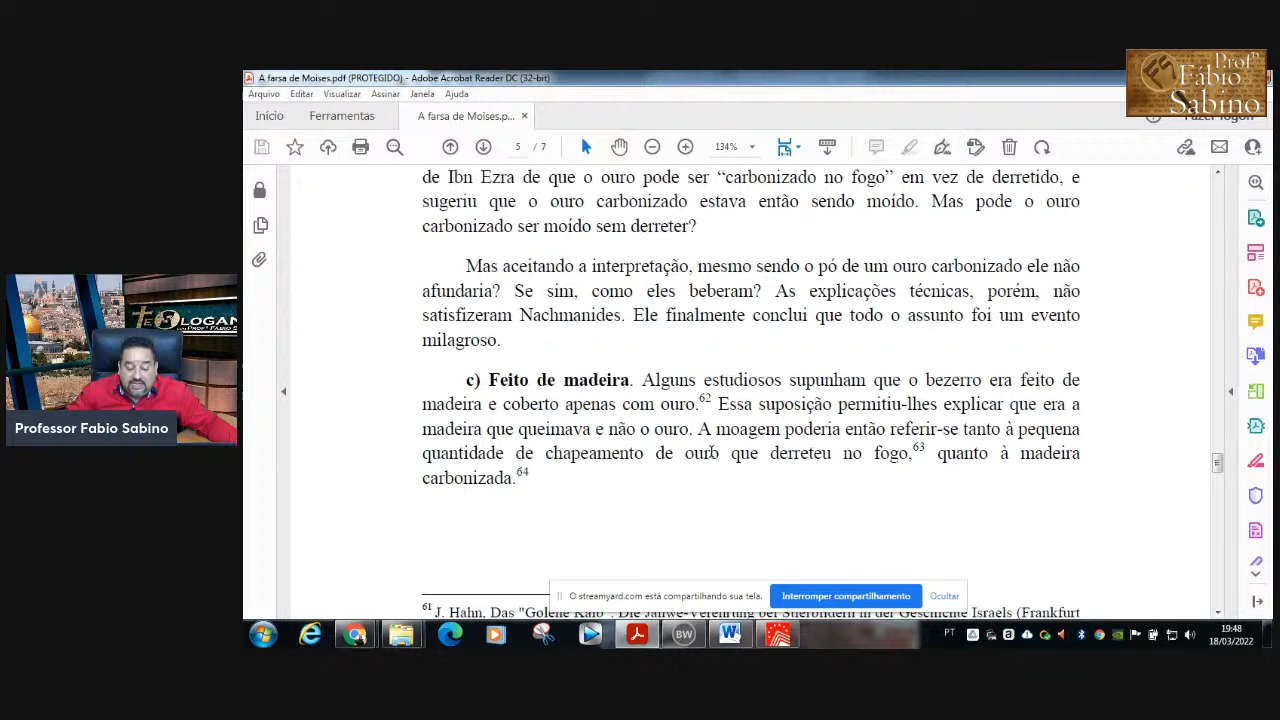 A farsa de Moises.pdf (PROTEGIDO) - Adobe Acrobat Reader DC (32-bit)
Profº
Fábio
Sabino
Arquivo Editar Visualizar Assinar Janela Ajuda
Início Ferramentas A farsa de Moises.p... ×
5 / 7 134%
de Ibn Ezra de que o ouro pode ser “carbonizado no fogo” em vez de derretido, e
sugeriu que o ouro carbonizado estava então sendo moído. Mas pode o ouro
carbonizado ser moído sem derreter?
Mas aceitando a interpretação, mesmo sendo o pó de um ouro carbonizado ele não
afundaria? Se sim, como eles beberam? As explicações técnicas, porém, não
satisfizeram Nachmanides. Ele finalmente conclui que todo o assunto foi um evento
milagroso.
c) Feito de madeira. Alguns estudiosos supunham que o bezerro era feito de
madeira e coberto apenas com ouro.62 Essa suposição permitiu-lhes explicar que era a
madeira que queimava e não o ouro. A moagem poderia então referir-se tanto à pequena
quantidade de chapeamento de ouro que derreteu no fogo,63 quanto à madeira
carbonizada.64
Professor Fabio Sabino
O streamyard.com está compartilhando sua tela. Interromper compartilhamento Ocultar
61 J. Hahn, Das "Goldene Kalb". Die Jahwe-Verehrung bei Stierbildern in der Geschichte Israels (Frankfurt
BW
PT
19:48
18/03/2022